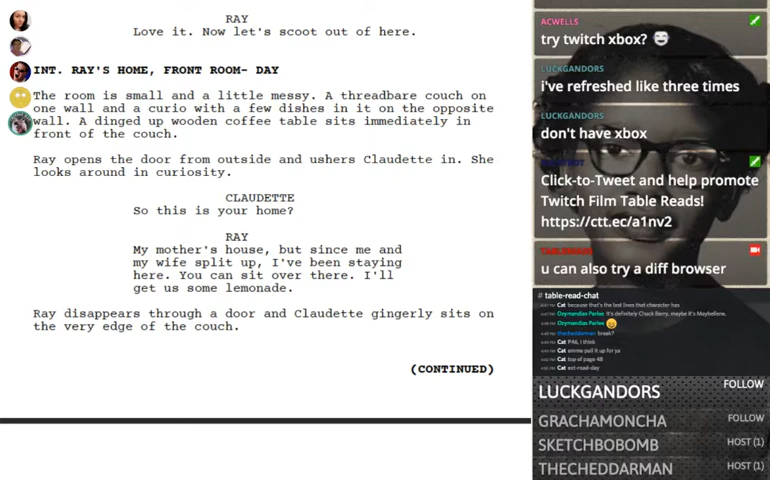 RAY
Love it. Now let's scoot out of here.
INT. RAY'S HOME, FRONT ROOM- DAY
The room is small and a little messy. A threadbare couch on
one wall and a curio with a few dishes in it on the opposite
wall. A dinged up wooden coffee table sits immediately in
front of the couch.
Ray opens the door from outside and ushers Claudette in. She
looks around in curiosity.
CLAUDETTE
So this is your home?
RAY
My mother's house, but since me and
my wife split up, I've been staying
here. You can sit over there. I'll
get us some lemonade.
Ray disappears through a door and Claudette gingerly sits on
the very edge of the couch.
(CONTINUED)
ACWELLS
try twitch xbox?
LUCKGANDORS
i've refreshed like three times
LUCKGANDORS
don't have xbox
Click-to-Tweet and help promote
Twitch Film Table Reads!
https://ctt.ec/a1nv2
u can also try a diff browser
# table-read-chat
Cat because that's the last lines that character has
Ozymandias Parlee It's definitely Chuck Berry, maybe it's Maybellene.
Ozymandias Parlee
thecheddarman break?
Cat P46, I think
Cat emme pull it up for ya
Cat top of page 48
Cat ext-road-day
LUCKGANDORS FOLLOW
GRACHAMONCHA FOLLOW
SKETCHBOBOMB HOST (1)
THECHEDDARMAN HOST (1)